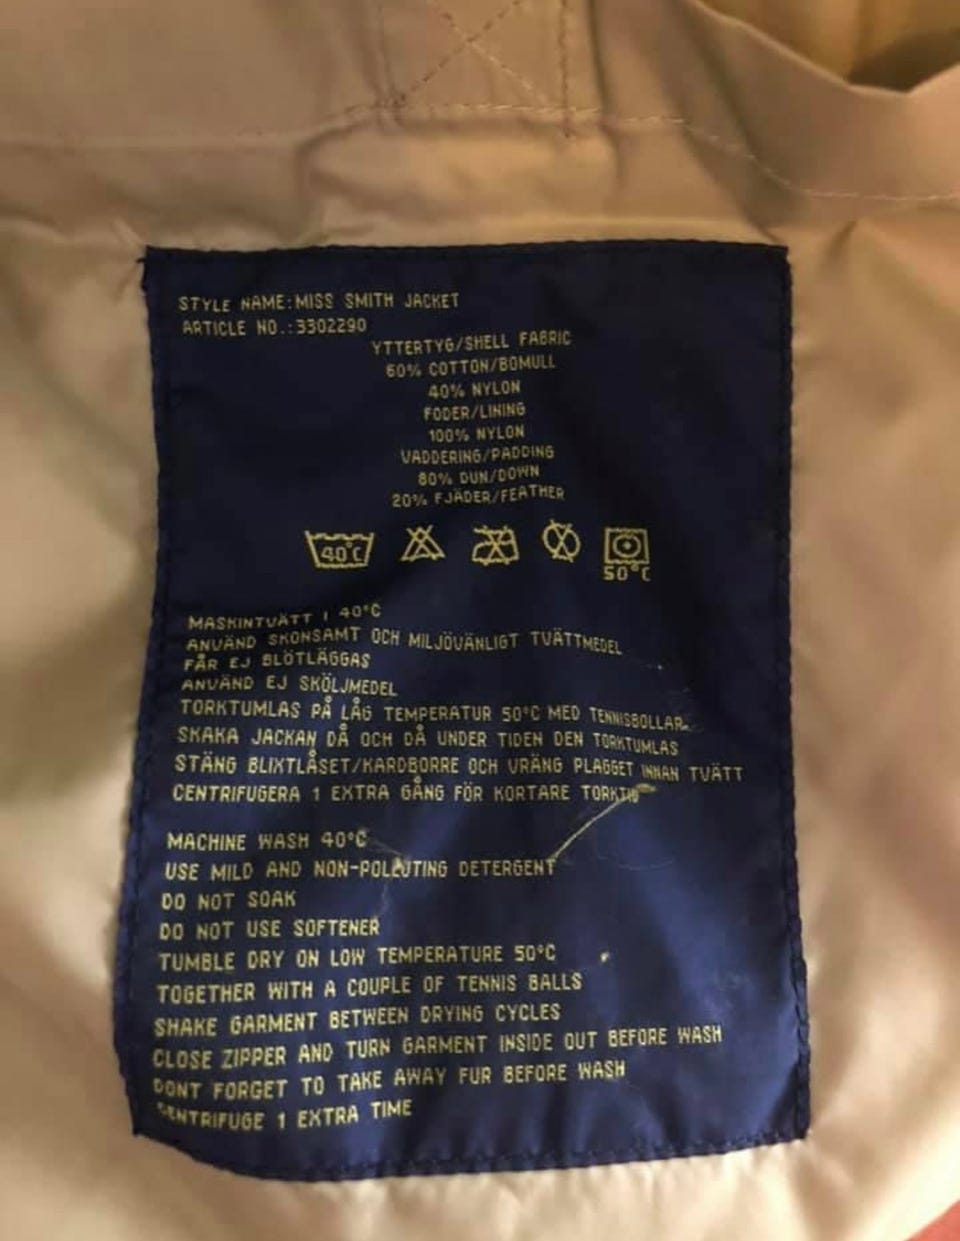 STYLE NAME:MISS SMITH JACKET
ARTICLE NO.:3302290
YTTERTYG/SHELL FABRIC
60% COTTON/BOMULL
40% NYLON
FODER/LINING
100% NYLON
VADDERING/PADDING
80% DUN/DOWN
20% FJÄDER/FEATHER
40°C
50°C
MASKINTVÄTT I 40°C
ANVÄND SKONSAMT OCH MILJÖVÄNLIGT TVÄTTMEDEL
FÅR EJ BLÖTLÄGGAS
ANVÄND EJ SKÖLJMEDEL
TORKTUMLAS PÅ LÅG TEMPERATUR 50°C MED TENNISBOLLAR
SKAKA JACKAN DÅ OCH DÅ UNDER TIDEN DEN TORKTUMLAS
STÄNG BLIXTLÅSET/KARDBORRE OCH VRÄNG PLAGGET INNAN TVÄTT
CENTRIFUGERA 1 EXTRA GÅNG FÖR KORTARE TORKTID
MACHINE WASH 40°C
USE MILD AND NON-POLLUTING DETERGENT
DO NOT SOAK
DO NOT USE SOFTENER
TUMBLE DRY ON LOW TEMPERATURE 50°C
TOGETHER WITH A COUPLE OF TENNIS BALLS
SHAKE GARMENT BETWEEN DRYING CYCLES
CLOSE ZIPPER AND TURN GARMENT INSIDE OUT BEFORE WASH
DONT FORGET TO TAKE AWAY FUR BEFORE WASH
CENTRIFUGE 1 EXTRA TIME